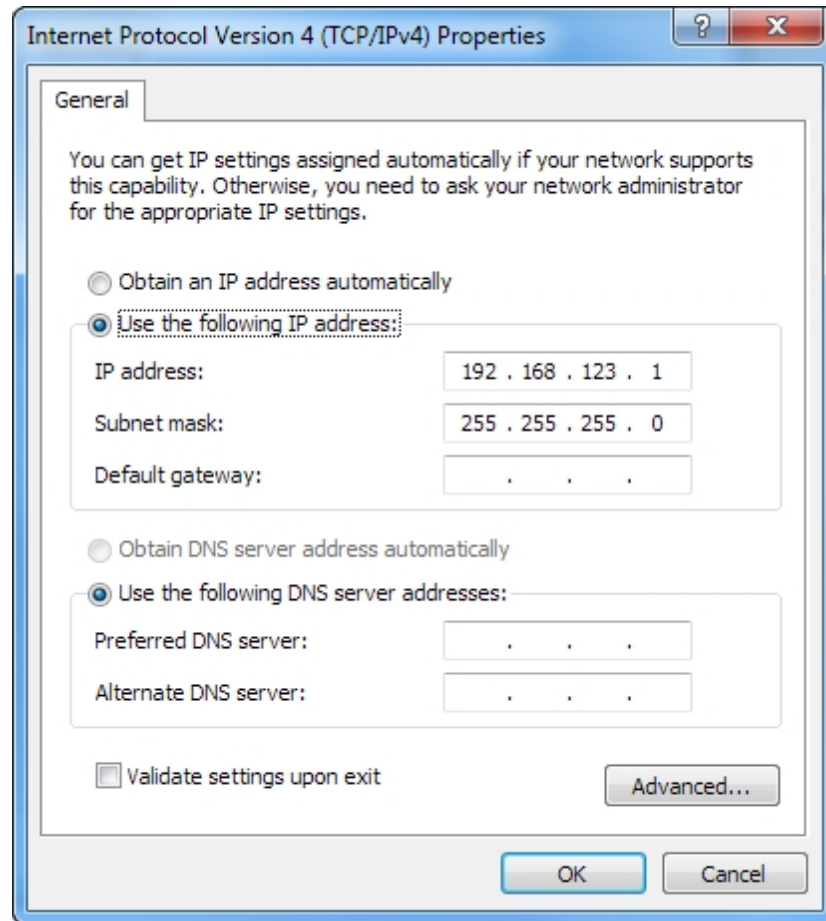 Internet Protocol Version 4 (TCP/IPv4) Properties
?
X
General
You can get IP settings assigned automatically if your network supports
this capability. Otherwise, you need to ask your network administrator
for the appropriate IP settings.
Obtain an IP address automatically
Use the following IP address:
IP address: 192 . 168 . 123 . 1
Subnet mask: 255 . 255 . 255 . 0
Default gateway: . . .
Obtain DNS server address automatically
Use the following DNS server addresses:
Preferred DNS server: . . .
Alternate DNS server: . . .
Validate settings upon exit
Advanced...
OK Cancel